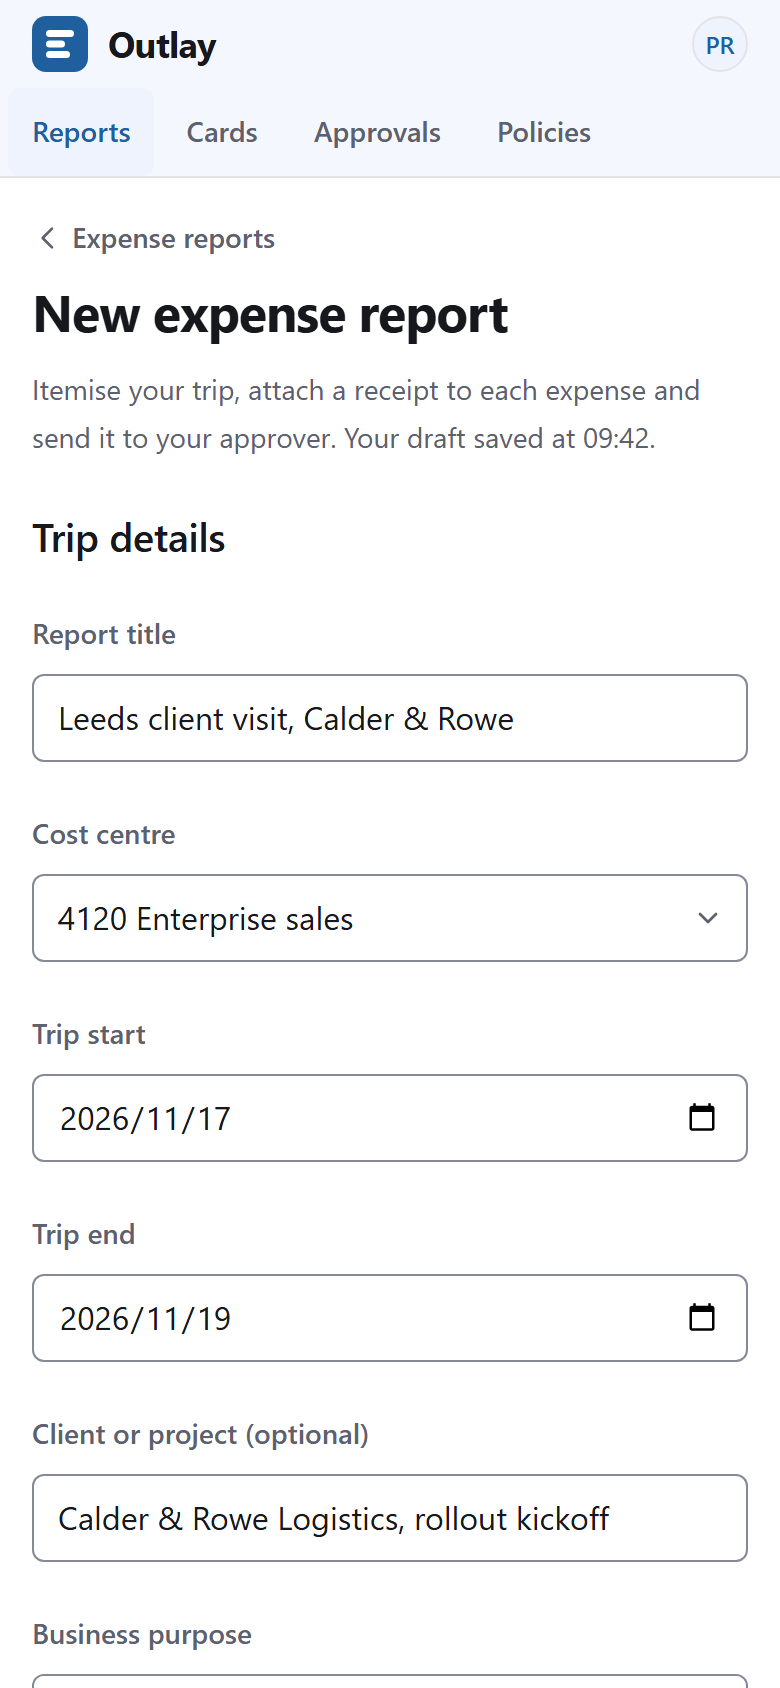 Outlay
PR
Reports
Cards
Approvals
Policies
Expense reports
New expense report
Itemise your trip, attach a receipt to each expense and
send it to your approver. Your draft saved at 09:42.
Trip details
Report title
Leeds client visit, Calder & Rowe
Cost centre
4120 Enterprise sales
Trip start
2026/11/17
Trip end
2026/11/19
Client or project (optional)
Calder & Rowe Logistics, rollout kickoff
Business purpose